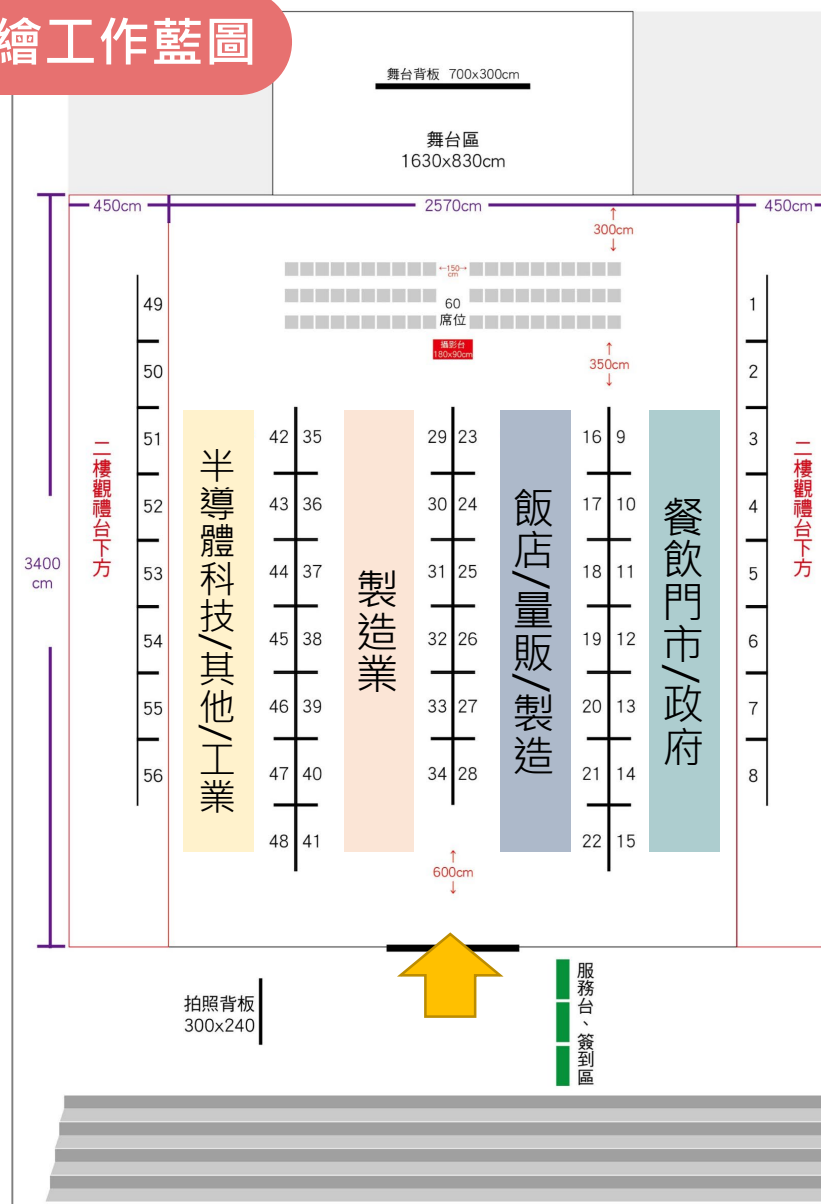 繪工作藍圖
舞台背板 700x300cm
舞台區
1630x830cm
450cm
2570cm
450cm
300cm
←150→
cm
60
席位
攝影台
180x90cm
350cm
3400
cm
二樓觀禮台下方
49
50
51
52
53
54
55
56
半導體科技/其他/工業
42 35
43 36
44 37
45 38
46 39
47 40
48 41
製造業
29 23
30 24
31 25
32 26
33 27
34 28
飯店/量販/製造
16 9
17 10
18 11
19 12
20 13
21 14
22 15
餐飲門市/政府
1
2
3
4
5
6
7
8
二樓觀禮台下方
600cm
拍照背板
300x240
服務台、簽到區